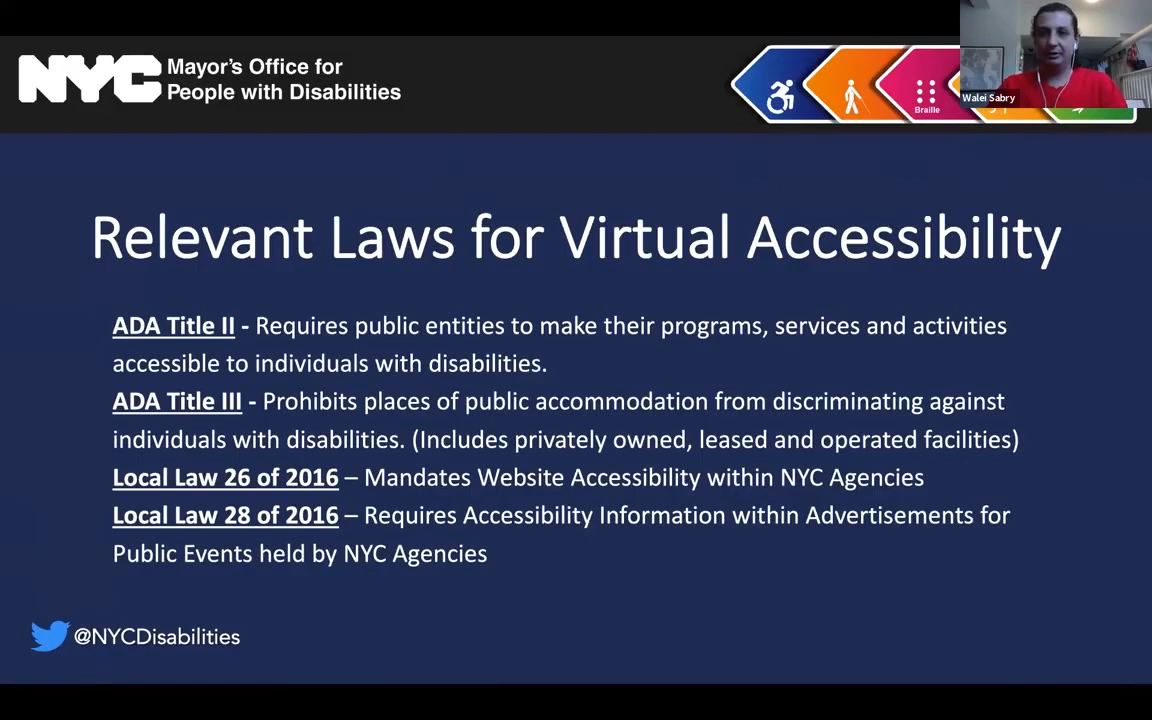 NYC
Mayor's Office for
People with Disabilities
Braille
Walei Sabry
Relevant Laws for Virtual Accessibility
ADA Title II - Requires public entities to make their programs, services and activities
accessible to individuals with disabilities.
ADA Title III - Prohibits places of public accommodation from discriminating against
individuals with disabilities. (Includes privately owned, leased and operated facilities)
Local Law 26 of 2016 – Mandates Website Accessibility within NYC Agencies
Local Law 28 of 2016 – Requires Accessibility Information within Advertisements for
Public Events held by NYC Agencies
@NYCDisabilities